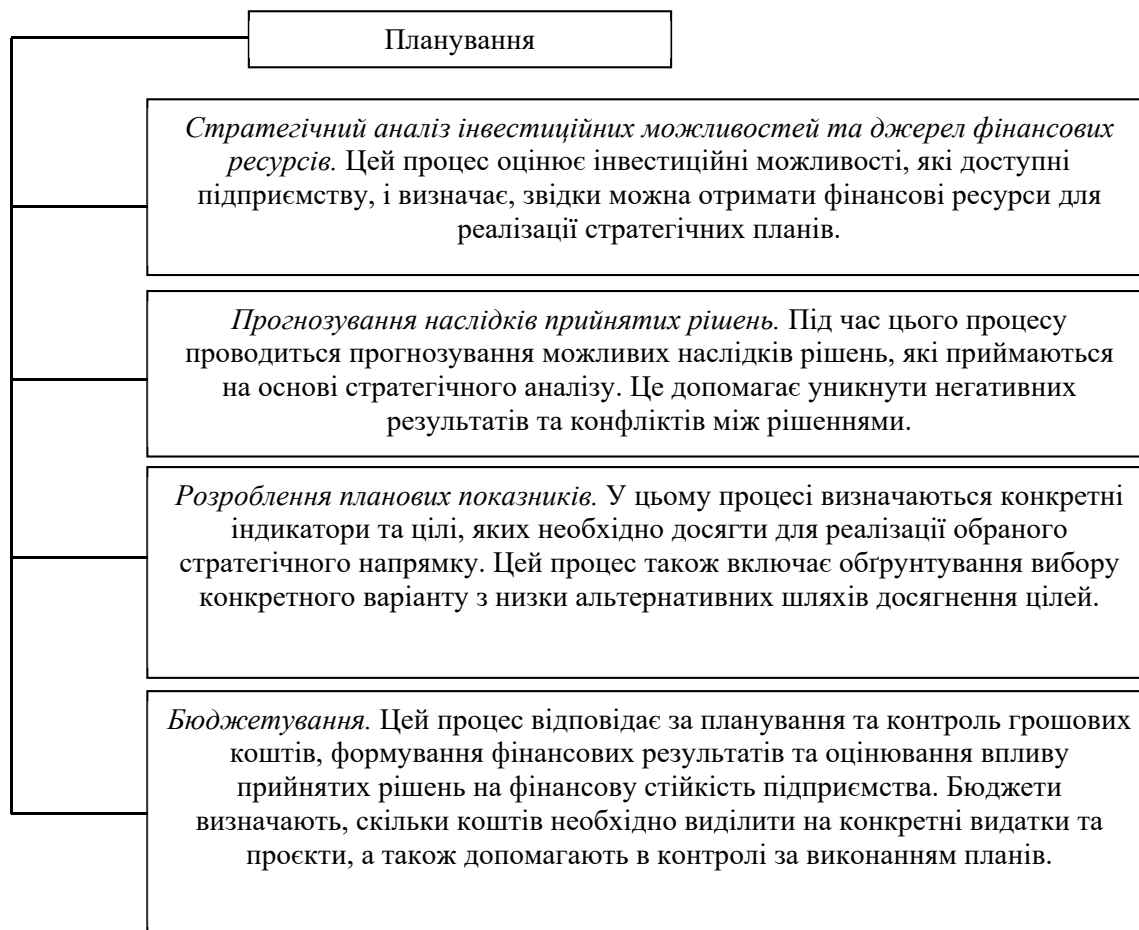 Планування
Стратегічний аналіз інвестиційних можливостей та джерел фінансових
ресурсів. Цей процес оцінює інвестиційні можливості, які доступні
підприємству, і визначає, звідки можна отримати фінансові ресурси для
реалізації стратегічних планів.
Прогнозування наслідків прийнятих рішень. Під час цього процесу
проводиться прогнозування можливих наслідків рішень, які приймаються
на основі стратегічного аналізу. Це допомагає уникнути негативних
результатів та конфліктів між рішеннями.
Розроблення планових показників. У цьому процесі визначаються конкретні
індикатори та цілі, яких необхідно досягти для реалізації обраного
стратегічного напрямку. Цей процес також включає обґрунтування вибору
конкретного варіанту з низки альтернативних шляхів досягнення цілей.
Бюджетування. Цей процес відповідає за планування та контроль грошових
коштів, формування фінансових результатів та оцінювання впливу
прийнятих рішень на фінансову стійкість підприємства. Бюджети
визначають, скільки коштів необхідно виділити на конкретні видатки та
проєкти, а також допомагають в контролі за виконанням планів.